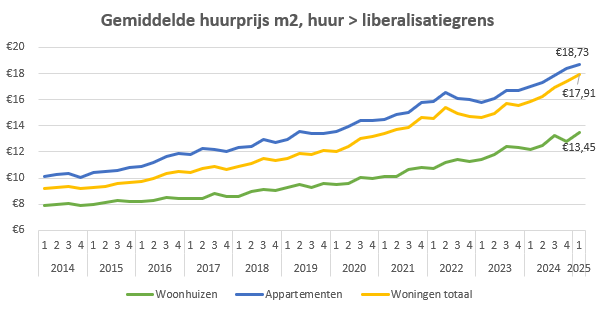 Gemiddelde huurprijs m2, huur > liberalisatiegrens
€20
€18
€16
€14
€12
€10
€8
€6
€18,73
€17,91
€13,45
1 2 3 4 1 2 3 4 1 2 3 4 1 2 3 4 1 2 3 4 1 2 3 4 1 2 3 4 1 2 3 4 1 2 3 4 1 2 3 4 1 2 3 4 1
2014 2015 2016 2017 2018 2019 2020 2021 2022 2023 2024 2025
Woonhuizen Appartementen Woningen totaal